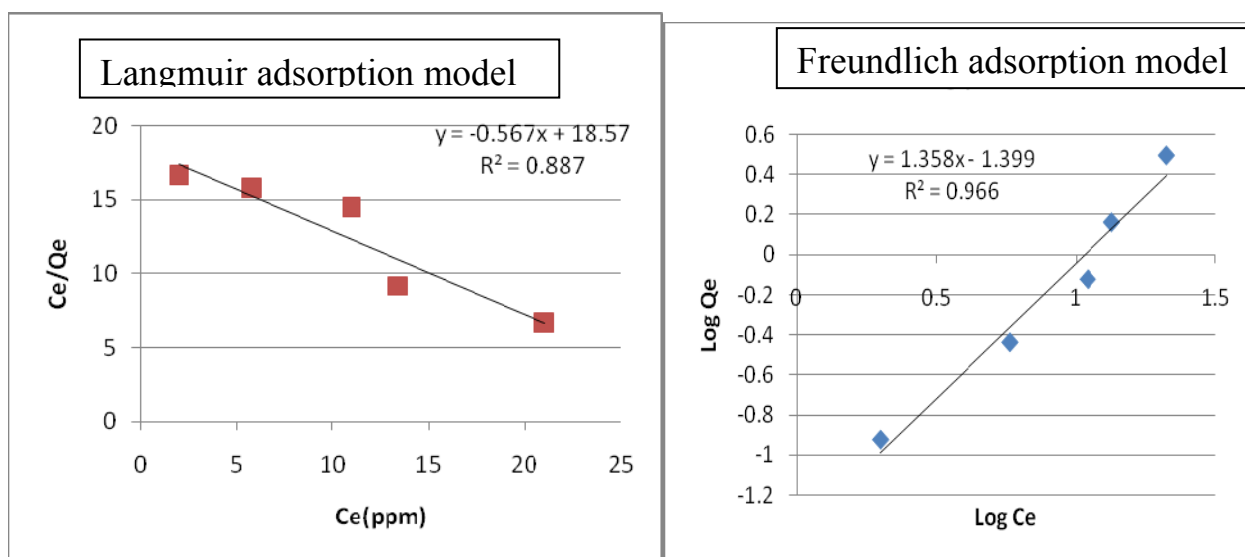 Langmuir adsorption model
y = -0.567x + 18.57
R² = 0.887
20
15
10
5
0
0 5 10 15 20 25
Ce/Qe
Ce(ppm)
Freundlich adsorption model
y = 1.358x - 1.399
R² = 0.966
0.6
0.4
0.2
0
-0.2
-0.4
-0.6
-0.8
-1
-1.2
0 0.5 1 1.5
Log Qe
Log Ce